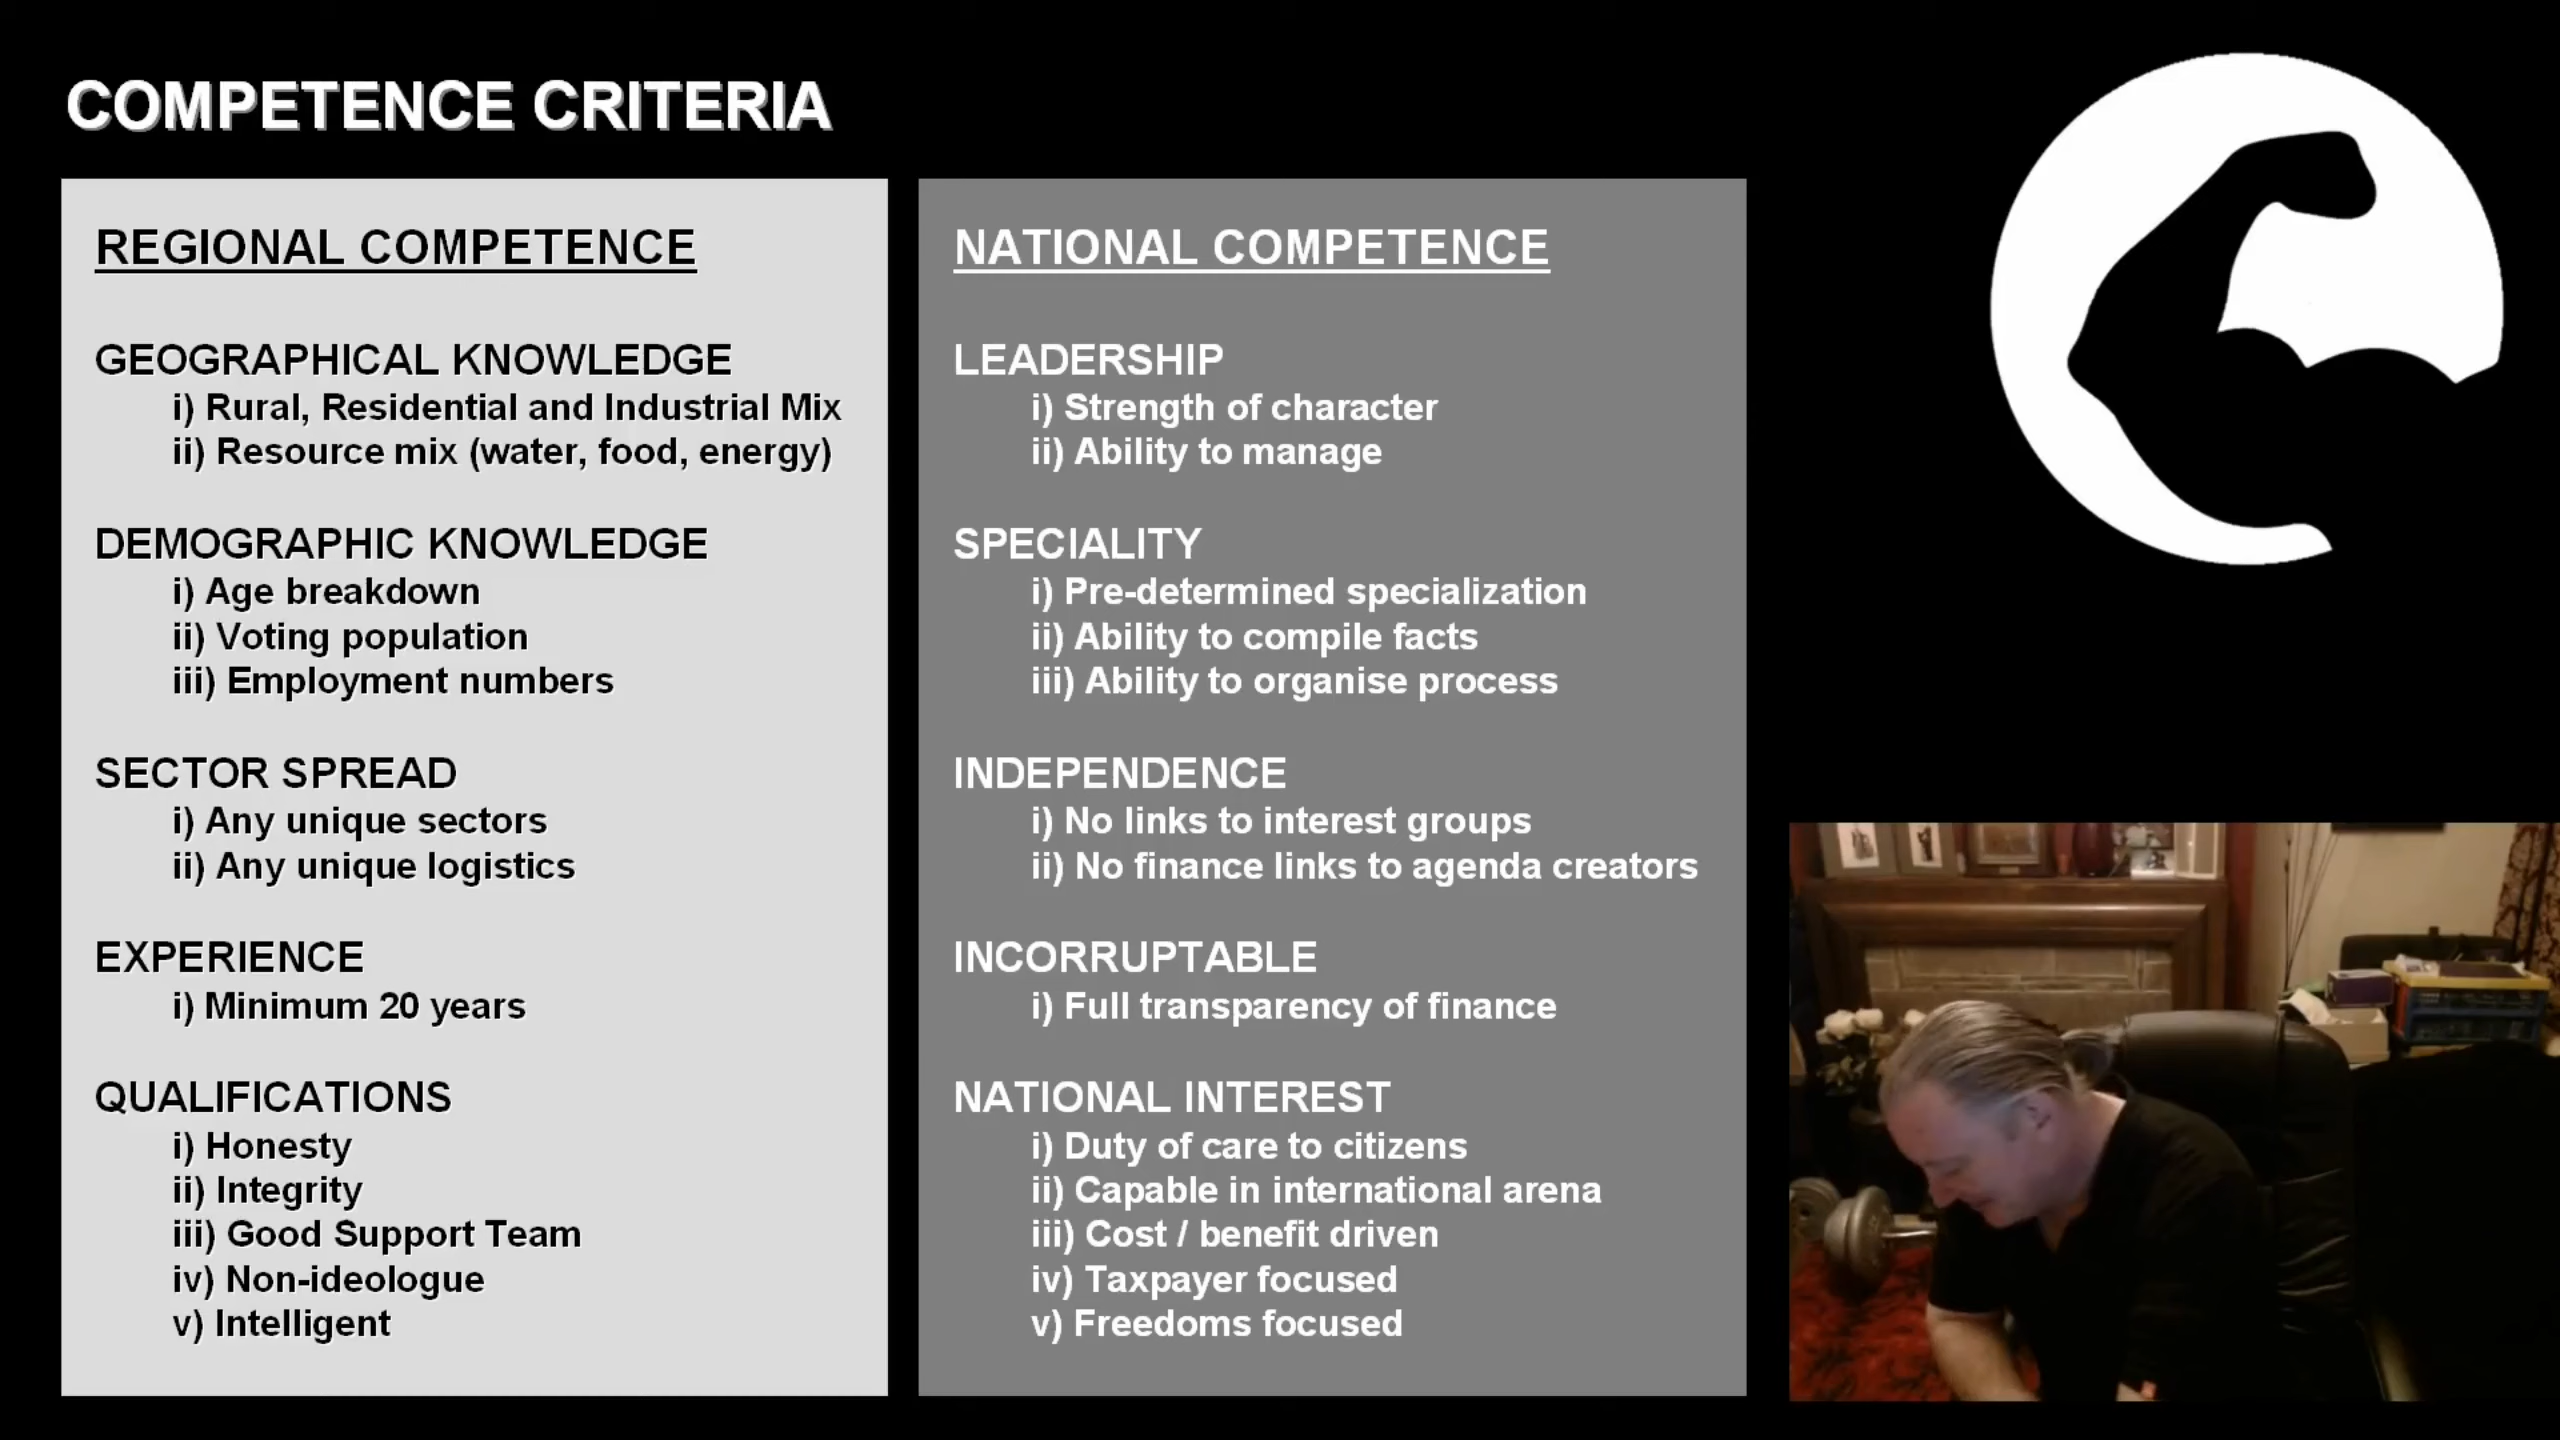 COMPETENCE CRITERIA
REGIONAL COMPETENCE
GEOGRAPHICAL KNOWLEDGE
i) Rural, Residential and Industrial Mix
ii) Resource mix (water, food, energy)
DEMOGRAPHIC KNOWLEDGE
i) Age breakdown
ii) Voting population
iii) Employment numbers
SECTOR SPREAD
i) Any unique sectors
ii) Any unique logistics
EXPERIENCE
i) Minimum 20 years
QUALIFICATIONS
i) Honesty
ii) Integrity
iii) Good Support Team
iv) Non-ideologue
v) Intelligent
NATIONAL COMPETENCE
LEADERSHIP
i) Strength of character
ii) Ability to manage
SPECIALITY
i) Pre-determined specialization
ii) Ability to compile facts
iii) Ability to organise process
INDEPENDENCE
i) No links to interest groups
ii) No finance links to agenda creators
INCORRUPTABLE
i) Full transparency of finance
NATIONAL INTEREST
i) Duty of care to citizens
ii) Capable in international arena
iii) Cost / benefit driven
iv) Taxpayer focused
v) Freedoms focused